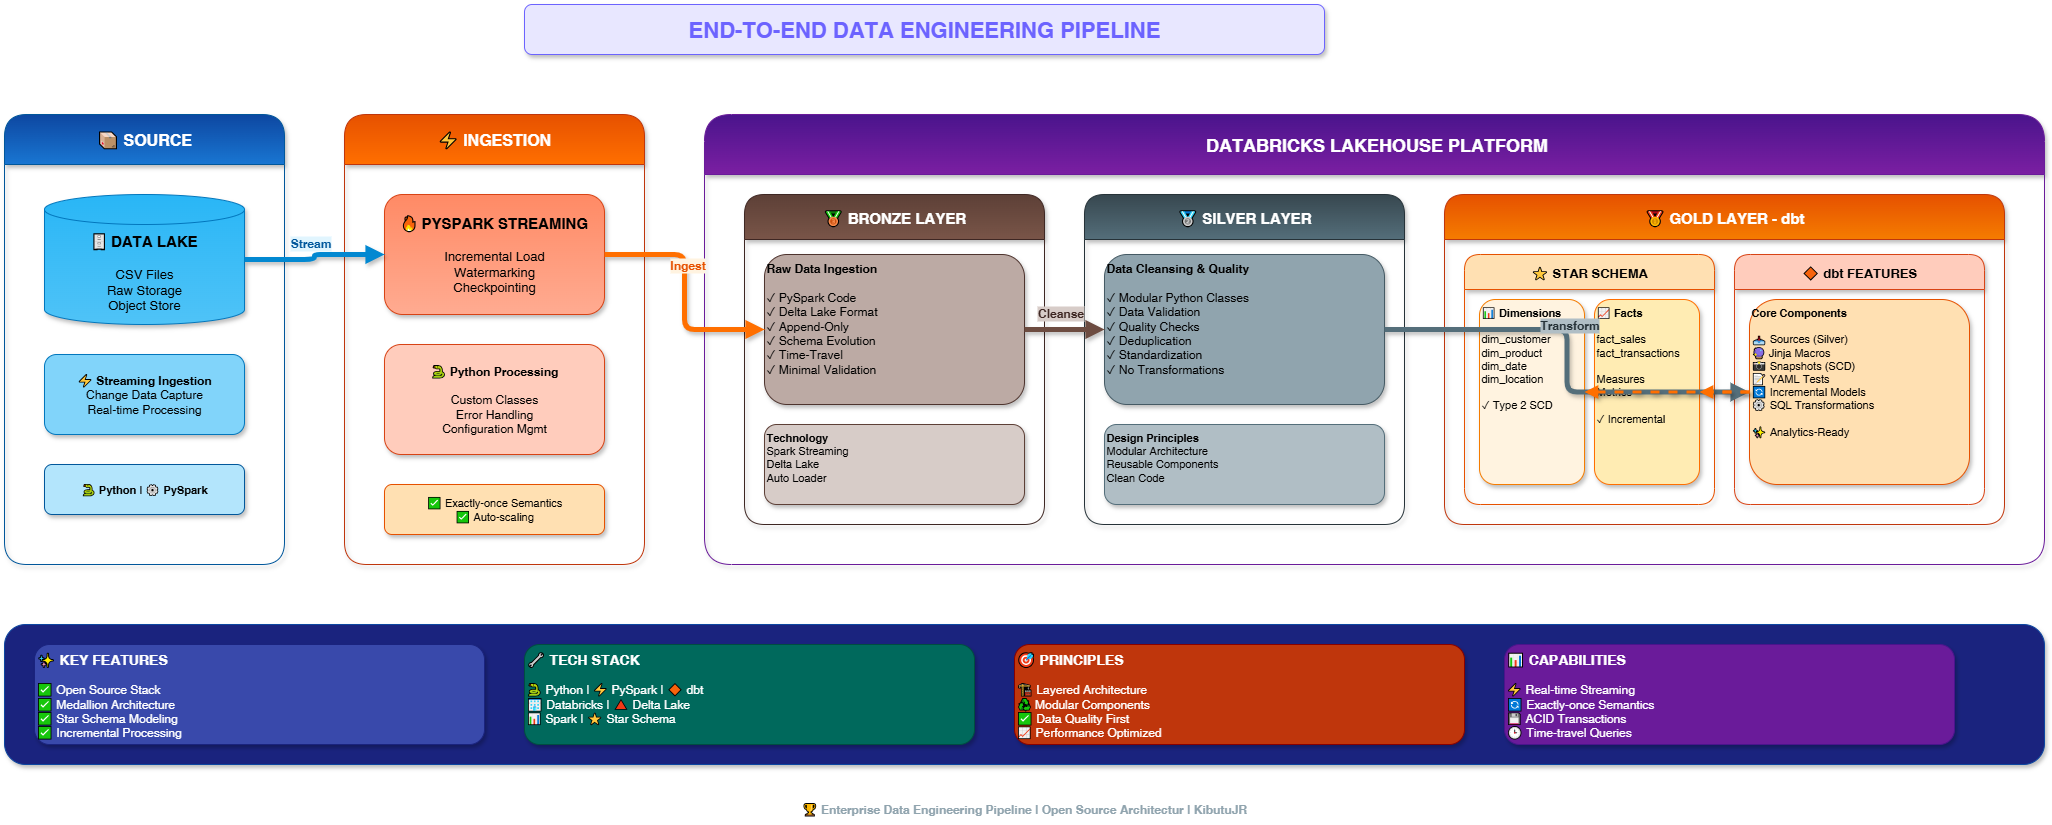 END-TO-END DATA ENGINEERING PIPELINE
SOURCE
DATA LAKE
CSV Files
Raw Storage
Object Store
Streaming Ingestion
Change Data Capture
Real-time Processing
Python | PySpark
Stream
INGESTION
PYSPARK STREAMING
Incremental Load
Watermarking
Checkpointing
Python Processing
Custom Classes
Error Handling
Configuration Mgmt
✅ Exactly-once Semantics
✅ Auto-scaling
Ingest
DATABRICKS LAKEHOUSE PLATFORM
BRONZE LAYER
Raw Data Ingestion
✓ PySpark Code
✓ Delta Lake Format
✓ Append-Only
✓ Schema Evolution
✓ Time-Travel
✓ Minimal Validation
Technology
Spark Streaming
Delta Lake
Auto Loader
Cleanse
SILVER LAYER
Data Cleansing & Quality
✓ Modular Python Classes
✓ Data Validation
✓ Quality Checks
✓ Deduplication
✓ Standardization
✓ No Transformations
Design Principles
Modular Architecture
Reusable Components
Clean Code
Transform
GOLD LAYER - dbt
STAR SCHEMA
Dimensions
dim_customer
dim_product
dim_date
dim_location
✓ Type 2 SCD
Facts
fact_sales
fact_transactions
Measures
Metrics
✓ Incremental
dbt FEATURES
Core Components
Sources (Silver)
Jinja Macros
Snapshots (SCD)
YAML Tests
Incremental Models
SQL Transformations
Analytics-Ready
KEY FEATURES
✅ Open Source Stack
✅ Medallion Architecture
✅ Star Schema Modeling
✅ Incremental Processing
TECH STACK
Python | PySpark | dbt
Databricks | Delta Lake
Spark | Star Schema
PRINCIPLES
Layered Architecture
Modular Components
✅ Data Quality First
Performance Optimized
CAPABILITIES
Real-time Streaming
Exactly-once Semantics
ACID Transactions
Time-travel Queries
Enterprise Data Engineering Pipeline | Open Source Architectur | KibutuJR